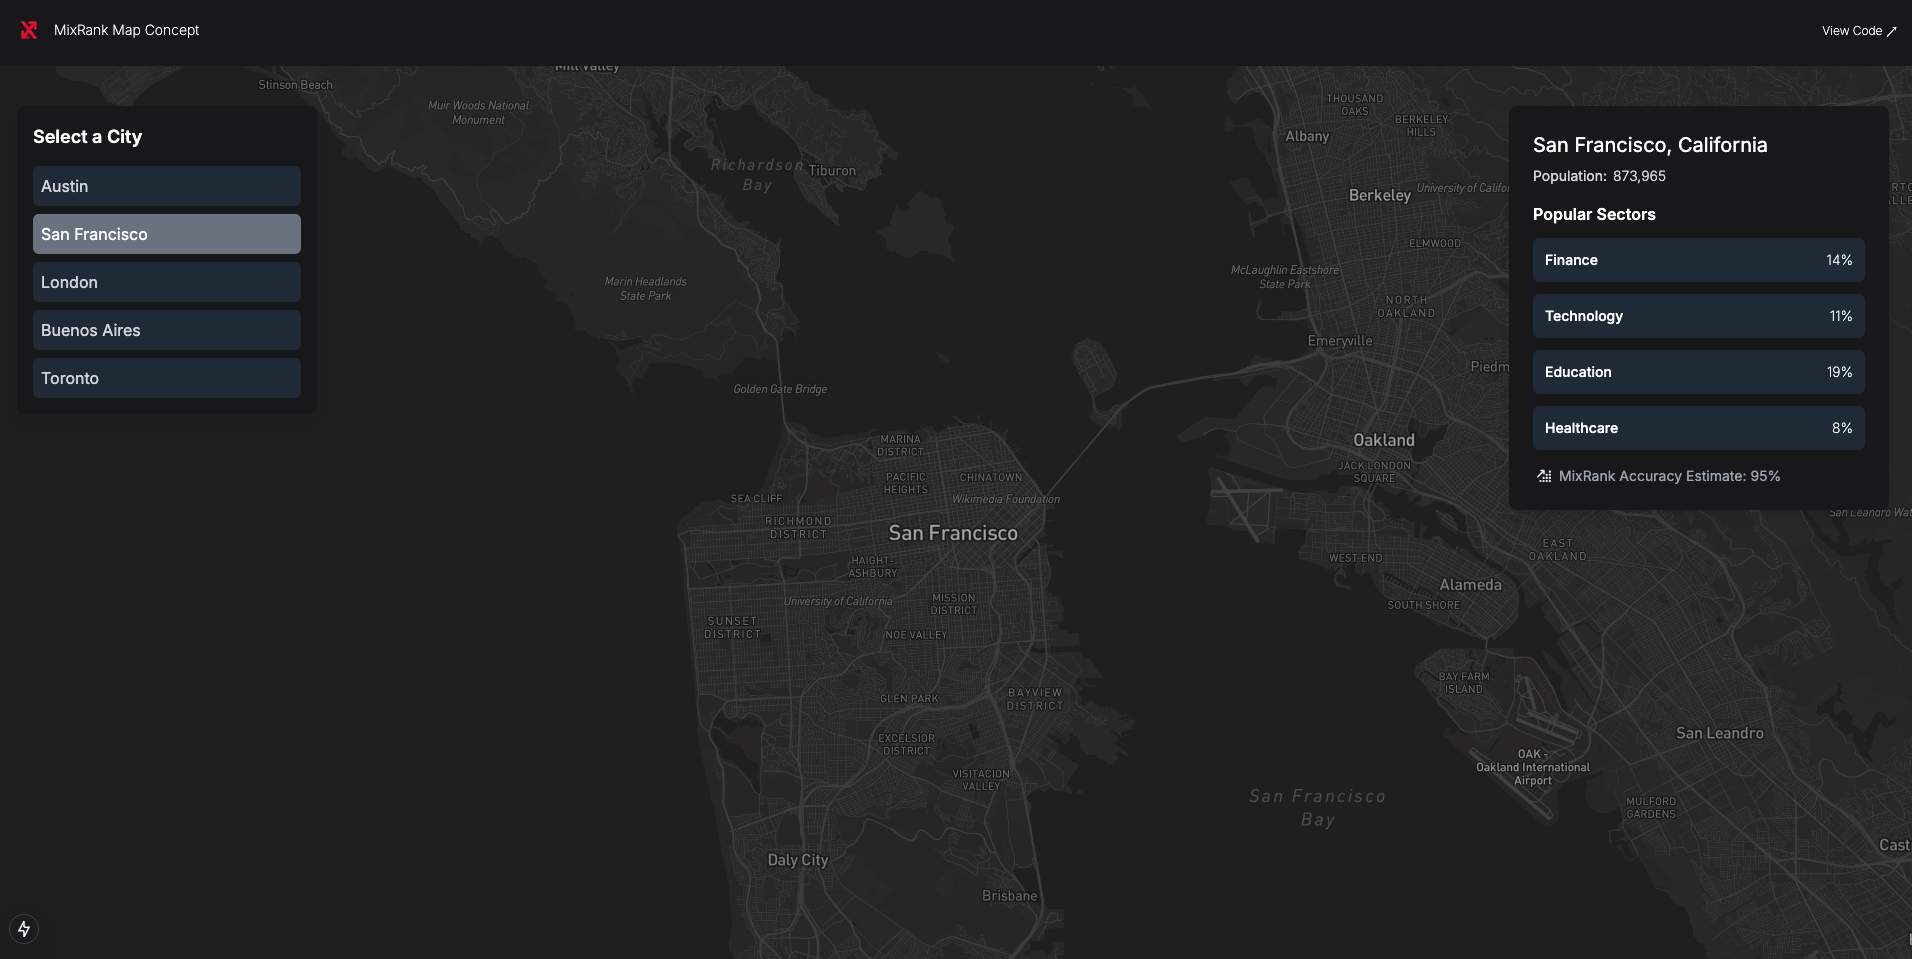 MixRank Map Concept
View Code
Select a City
Austin
San Francisco
London
Buenos Aires
Toronto
San Francisco, California
Population: 873,965
Popular Sectors
Finance 14%
Technology 11%
Education 19%
Healthcare 8%
MixRank Accuracy Estimate: 95%
Mill Valley
Stinson Beach
Muir Woods National
Monument
Richardson
Bay
Tiburon
Marin Headlands
State Park
Golden Gate Bridge
THOUSAND
OAKS
BERKELEY
HILLS
Albany
Berkeley
ELMWOOD
McLaughlin Eastshore
State Park
NORTH
OAKLAND
Emeryville
Oakland
JACK LONDON
SQUARE
MARINA
DISTRICT
PACIFIC
HEIGHTS
CHINATOWN
SEA CLIFF
Wikimedia Foundation
RICHMOND
DISTRICT
San Francisco
HAIGHT-
ASHBURY
University of California
MISSION
DISTRICT
SUNSET
DISTRICT
NOE VALLEY
GLEN PARK
BAYVIEW
DISTRICT
EXCELSIOR
DISTRICT
VISITACION
VALLEY
Daly City
Brisbane
WEST END
EAST
OAKLAND
Alameda
SOUTH SHORE
BAY FARM
ISLAND
OAK -
Oakland International
Airport
San Leandro
MULFORD
GARDENS
San Francisco
Bay
San Leandro